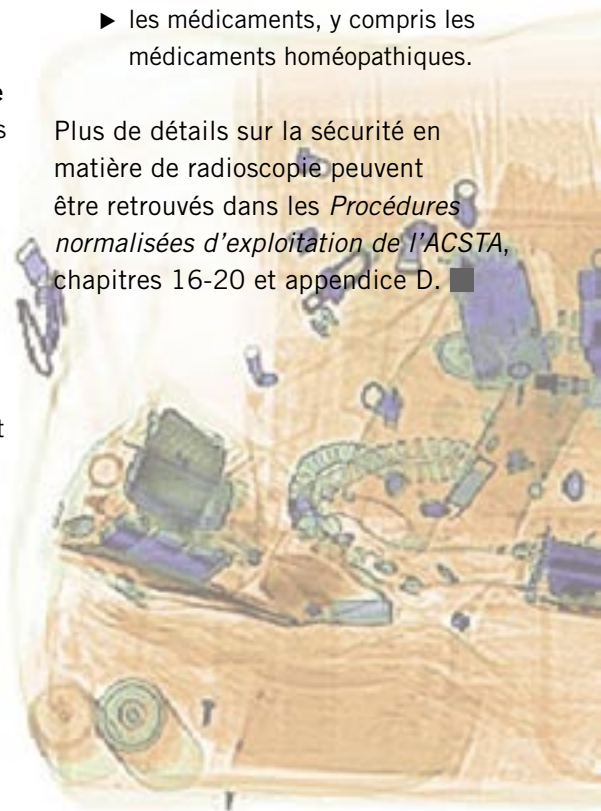 ▶ les médicaments, y compris les
médicaments homéopathiques.
e
s
Plus de détails sur la sécurité en
matière de radioscopie peuvent
être retrouvés dans les Procédures
normalisées d'exploitation de l'ACSTA,
chapitres 16-20 et appendice D. ■
t